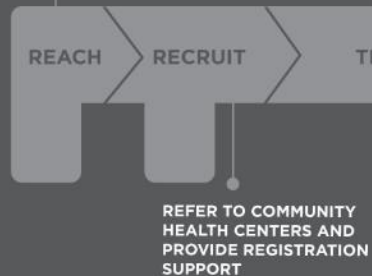 REACH
RECRUIT
REFER TO COMMUNITY
HEALTH CENTERS AND
PROVIDE REGISTRATION
SUPPORT